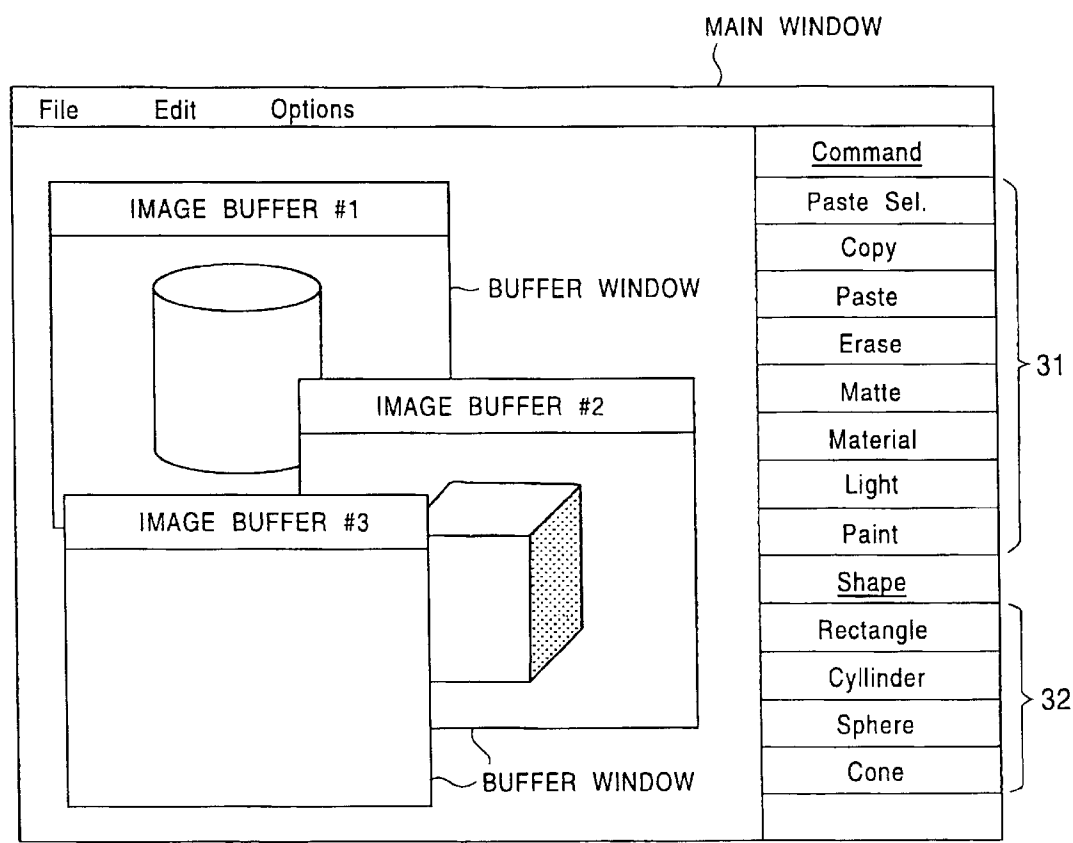 MAIN WINDOW
File Edit Options
IMAGE BUFFER #1
BUFFER WINDOW
IMAGE BUFFER #2
IMAGE BUFFER #3
BUFFER WINDOW
Command
Paste Sel.
Copy
Paste
Erase
Matte
Material
Light
Paint
31
Shape
Rectangle
Cyllinder
Sphere
Cone
32